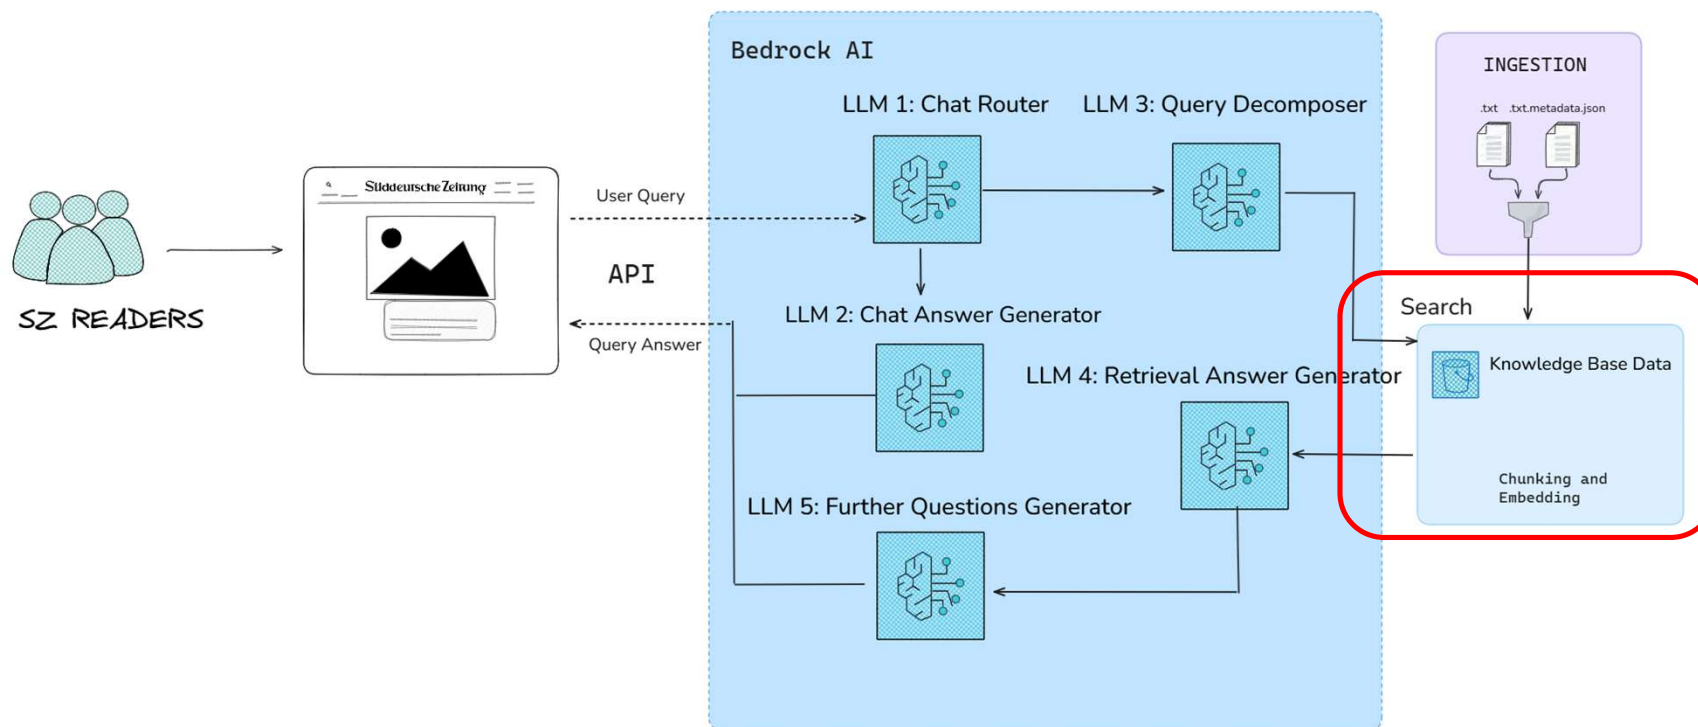 Bedrock AI
INGESTION
.txt .txt.metadata.json
LLM 1: Chat Router
LLM 3: Query Decomposer
Süddeutsche Zeitung
User Query
API
SZ READERS
Query Answer
LLM 2: Chat Answer Generator
Search
Knowledge Base Data
LLM 4: Retrieval Answer Generator
Chunking and
Embedding
LLM 5: Further Questions Generator